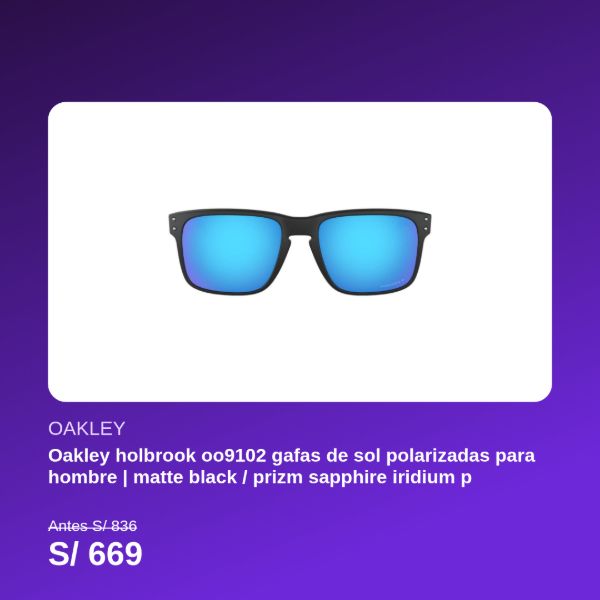 OAKLEY
Oakley holbrook oo9102 gafas de sol polarizadas para
hombre | matte black / prizm sapphire iridium p
Antes S/ 836
S/ 669